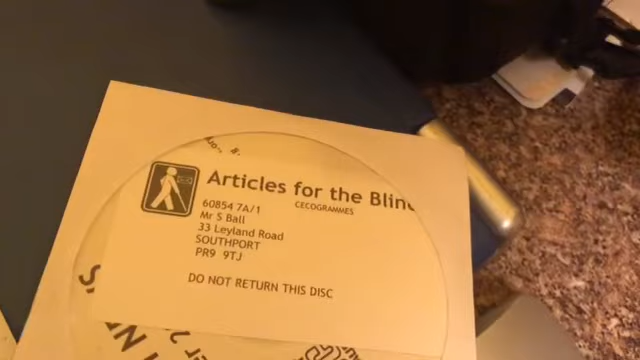 Articles for the Blind
CECOGRAMMES
60854 7A/1
Mr S Ball
33 Leyland Road
SOUTHPORT
PR9 9TJ
DO NOT RETURN THIS DISC